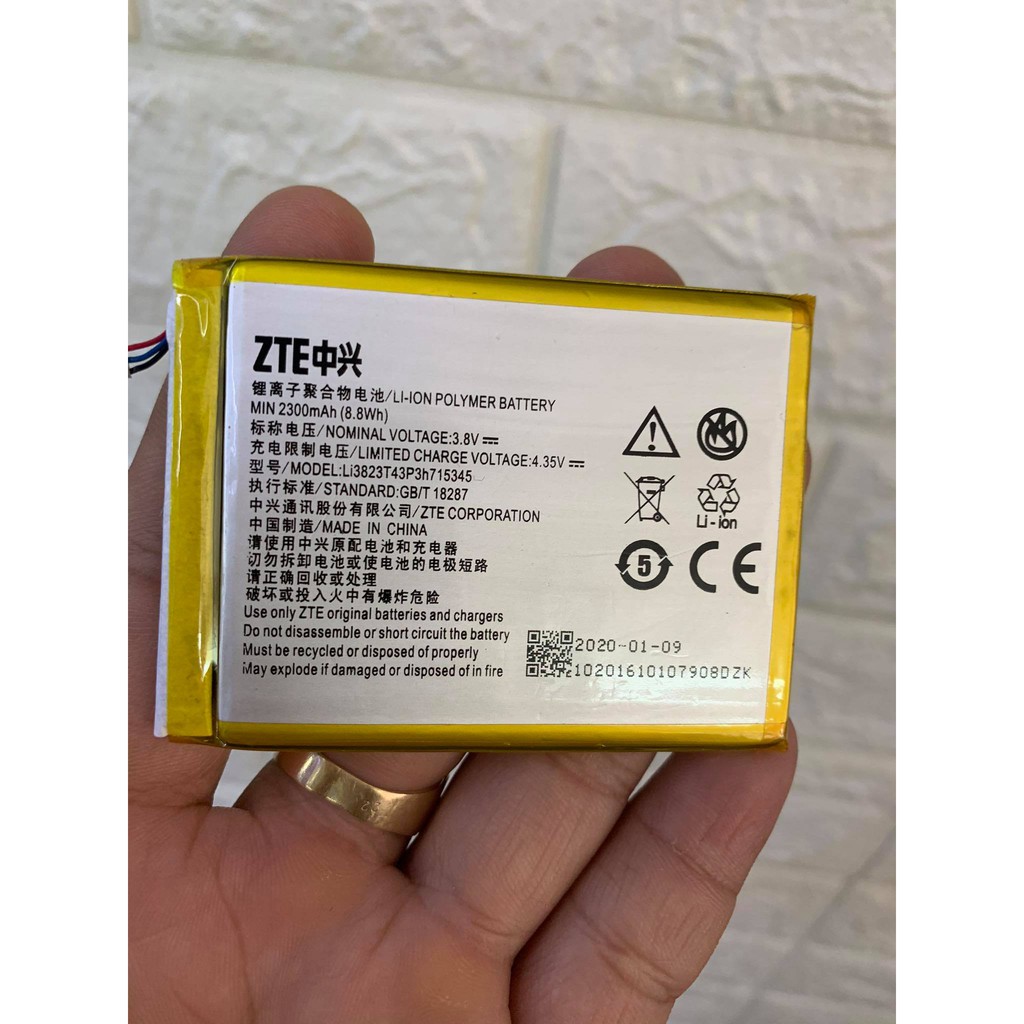 ZTE中兴
锂离子聚合物电池/LI-ION POLYMER BATTERY
MIN 2300mAh (8.8Wh)
标称电压/NOMINAL VOLTAGE:3.8V
充电限制电压/LIMITED CHARGE VOLTAGE:4.35V
型号/MODEL:Li3823T43P3h715345
执行标准/STANDARD:GB/T 18287
中兴通讯股份有限公司/ZTE CORPORATION
中国制造/MADE IN CHINA
请使用中兴原配电池和充电器
切勿拆卸电池或使电池的电极短路
请正确回收或处理
破坏或投入火中有爆炸危险
Use only ZTE original batteries and chargers
Do not disassemble or short circuit the battery
Must be recycled or disposed of properly
May explode if damaged or disposed of in fire
Li-ion
5 CE
2020-01-09
10201610107908DZK